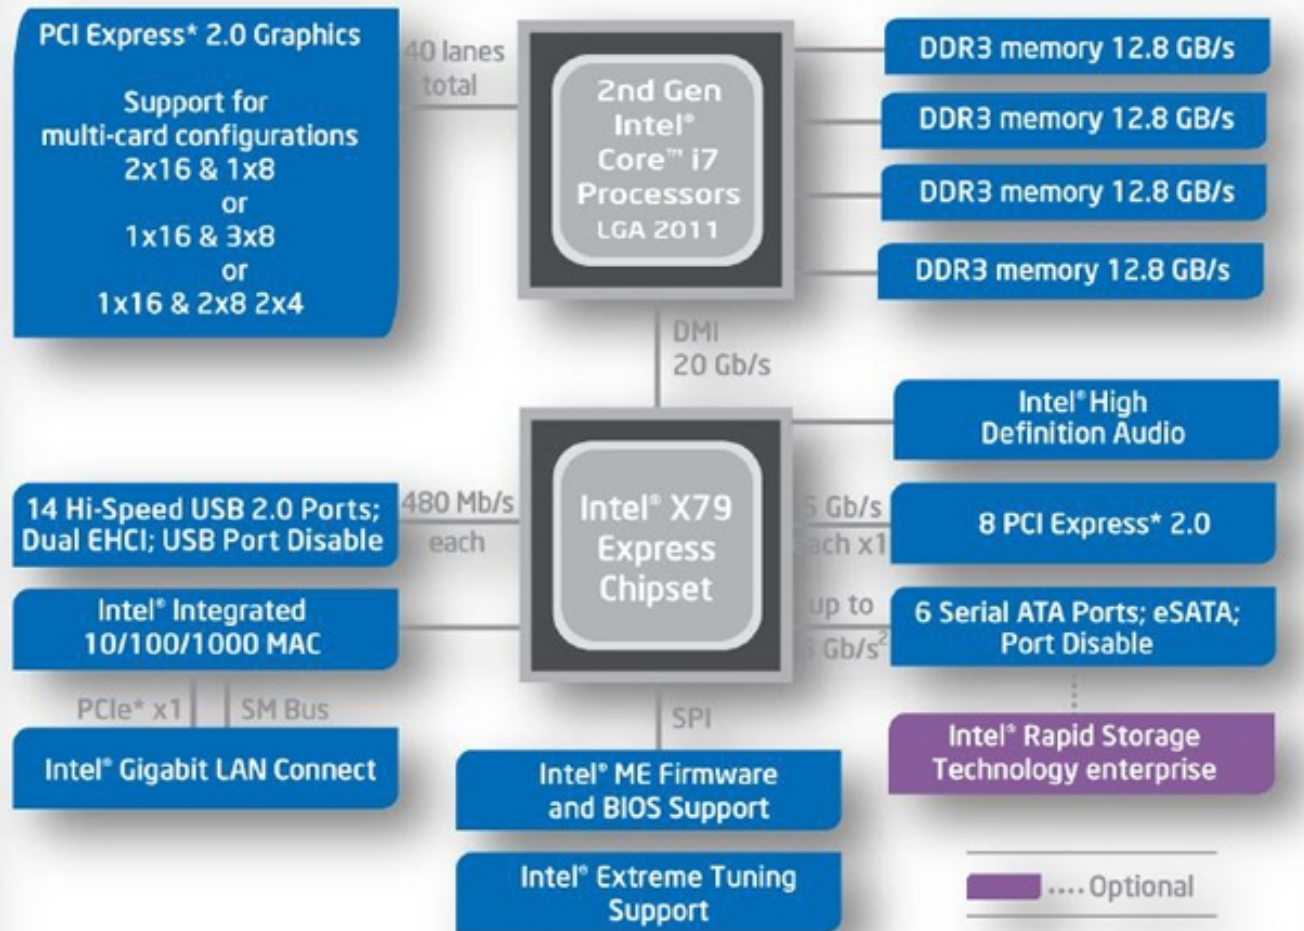 PCI Express* 2.0 Graphics
Support for
multi-card configurations
2x16 & 1x8
or
1x16 & 3x8
or
1x16 & 2x8 2x4
40 lanes
total
2nd Gen
Intel®
Core™ i7
Processors
LGA 2011
DDR3 memory 12.8 GB/s
DDR3 memory 12.8 GB/s
DDR3 memory 12.8 GB/s
DDR3 memory 12.8 GB/s
DMI
20 Gb/s
Intel® High
Definition Audio
14 Hi-Speed USB 2.0 Ports;
Dual EHCI; USB Port Disable
480 Mb/s
each
Intel® X79
Express
Chipset
5 Gb/s
each x1
8 PCI Express* 2.0
Intel® Integrated
10/100/1000 MAC
up to
Gb/s²
6 Serial ATA Ports; eSATA;
Port Disable
PCIe* x1
SM Bus
SPI
Intel® Rapid Storage
Technology enterprise
Intel® Gigabit LAN Connect
Intel® ME Firmware
and BIOS Support
Intel® Extreme Tuning
Support
.... Optional